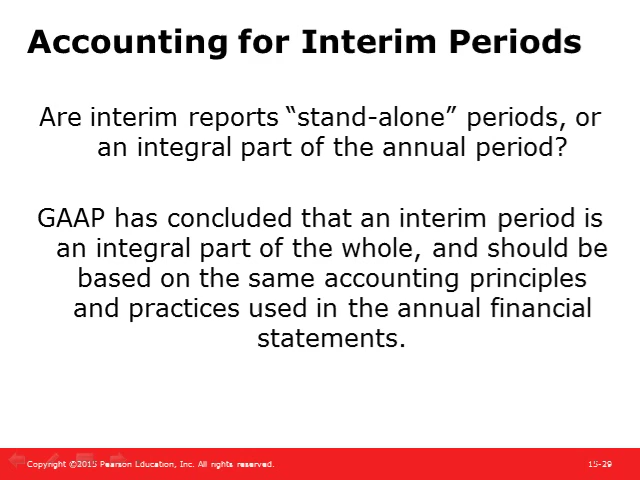 Accounting for Interim Periods
Are interim reports “stand-alone” periods, or
an integral part of the annual period?
GAAP has concluded that an interim period is
an integral part of the whole, and should be
based on the same accounting principles
and practices used in the annual financial
statements.
Copyright ©2015 Pearson Education, Inc. All rights reserved.
15-29